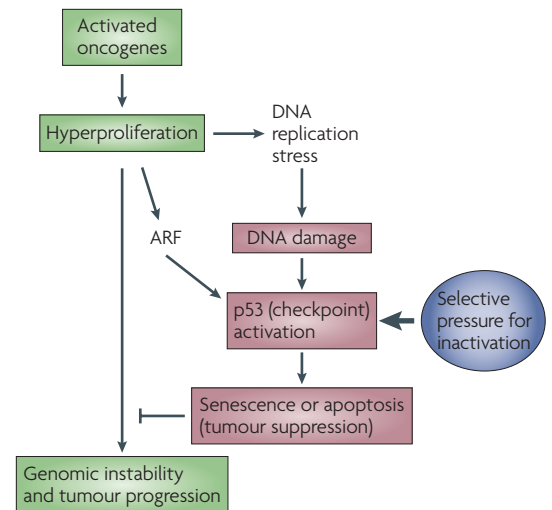 Activated
oncogenes
Hyperproliferation
DNA
replication
stress
ARF
DNA damage
p53 (checkpoint)
activation
Selective
pressure for
inactivation
Senescence or apoptosis
(tumour suppression)
Genomic instability
and tumour progression